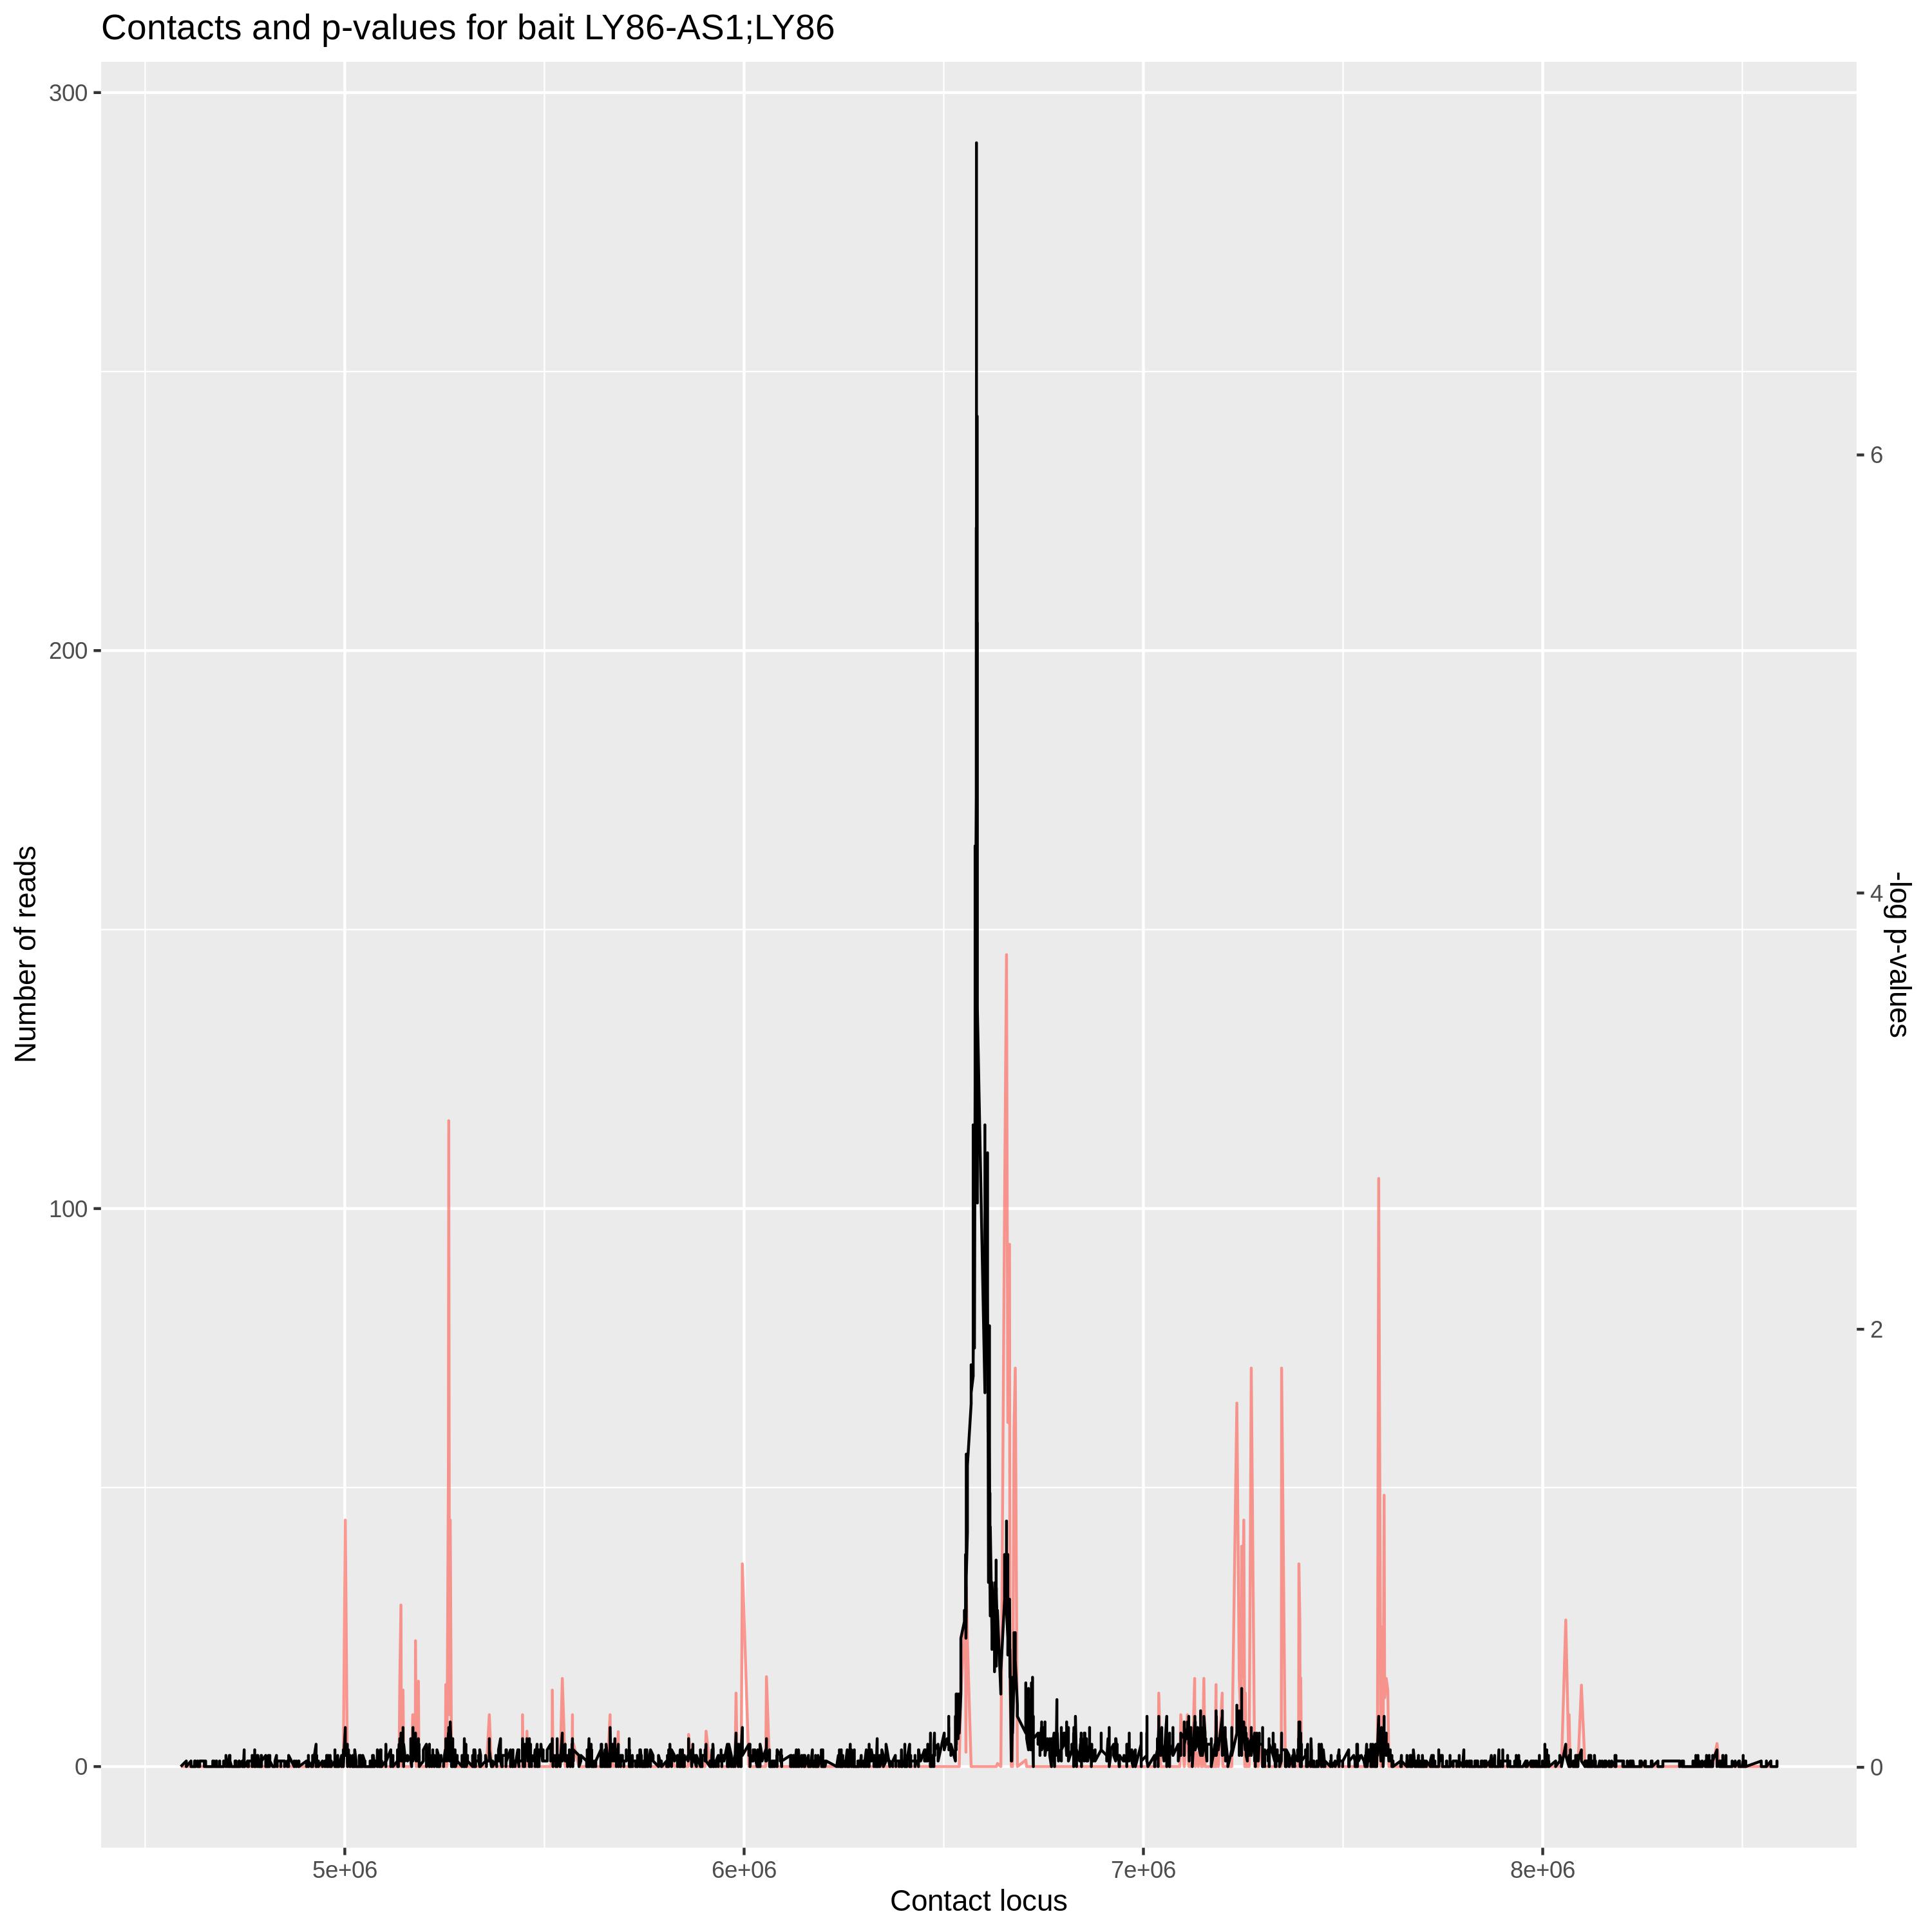 Contacts and p-values for bait LY86-AS1;LY86
300
200
100
0
Number of reads
6
4
2
0
-log p-values
5e+06
6e+06
7e+06
8e+06
Contact locus